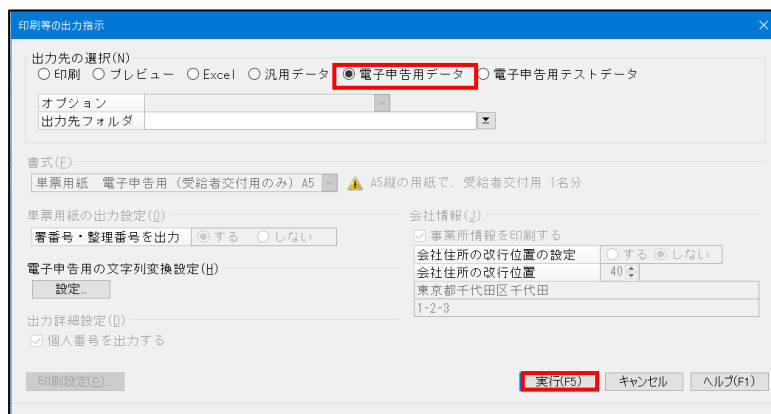 印刷等の出力指示
出力先の選択(N)
印刷 プレビュー Excel 汎用データ 電子申告用データ 電子申告用テストデータ
オプション
出力先フォルダ
書式(F)
単票用紙 電子申告用（受給者交付用のみ）A5 A5縦の用紙で、受給者交付用 1名分
単票用紙の出力設定(O)
署番号・整理番号を出力 する しない
電子申告用の文字列変換設定(H)
設定...
出力詳細設定(D)
個人番号を出力する
会社情報(J)
事業所情報を印刷する
会社住所の改行位置の設定 する しない
会社住所の改行位置 40
東京都千代田区千代田
1-2-3
印刷設定(P)... 実行(F5) キャンセル ヘルプ(F1)